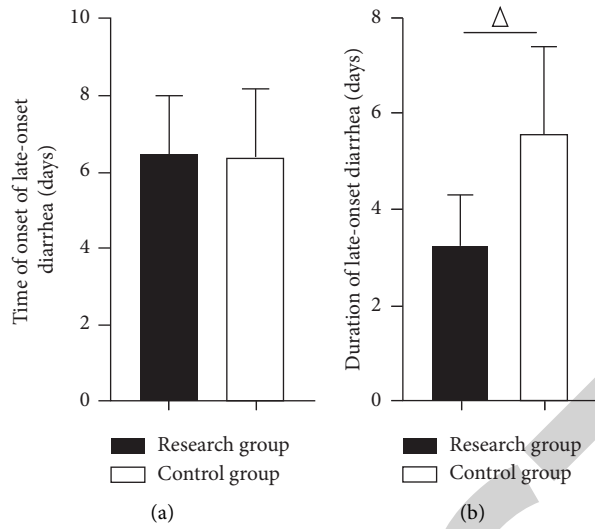 Time of onset of late-onset
diarrhea (days)
10
8
6
4
2
0
Research group
Control group
(a)
Duration of late-onset diarrhea (days)
8
6
4
2
0
Δ
Research group
Control group
(b)